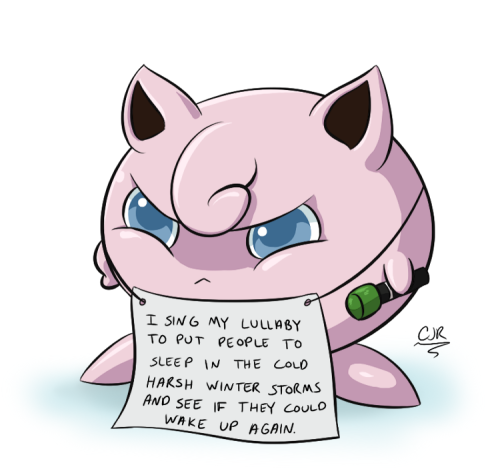 I SING MY LULLABY
TO PUT PEOPLE TO
SLEEP IN THE COLD
HARSH WINTER STORMS
AND SEE IF THEY COULD
WAKE UP AGAIN.
CJR